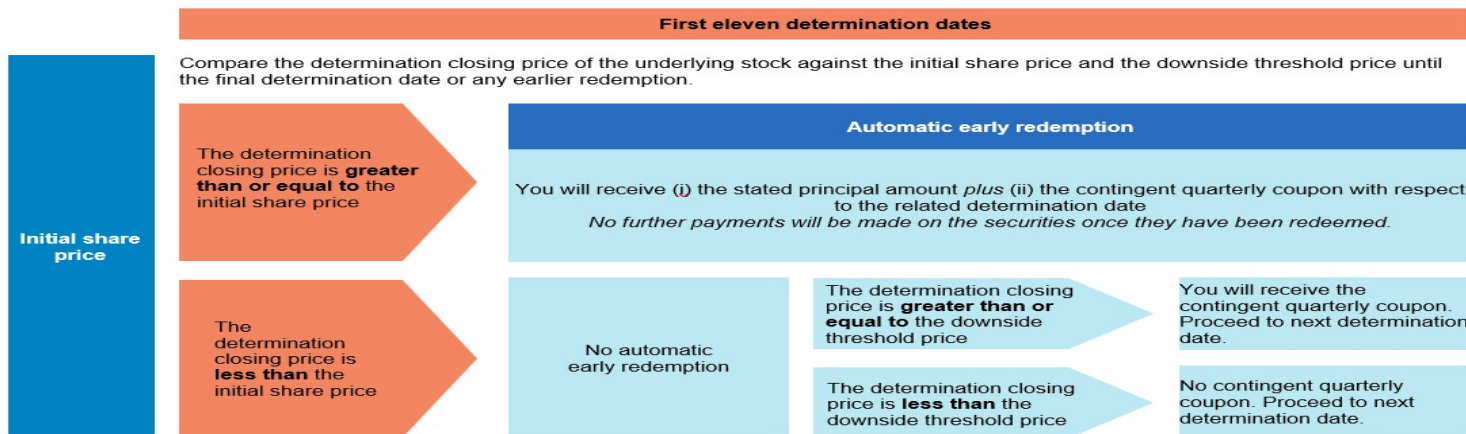 First eleven determination dates
Compare the determination closing price of the underlying stock against the initial share price and the downside threshold price until
the final determination date or any earlier redemption.
Initial share
price
The determination
closing price is greater
than or equal to the
initial share price
Automatic early redemption
You will receive (i) the stated principal amount plus (ii) the contingent quarterly coupon with respect
to the related determination date
No further payments will be made on the securities once they have been redeemed.
The
determination
closing price is
less than the
initial share price
No automatic
early redemption
The determination closing
price is greater than or
equal to the downside
threshold price
You will receive the
contingent quarterly coupon.
Proceed to next determination
date.
The determination closing
price is less than the
downside threshold price
No contingent quarterly
coupon. Proceed to next
determination date.